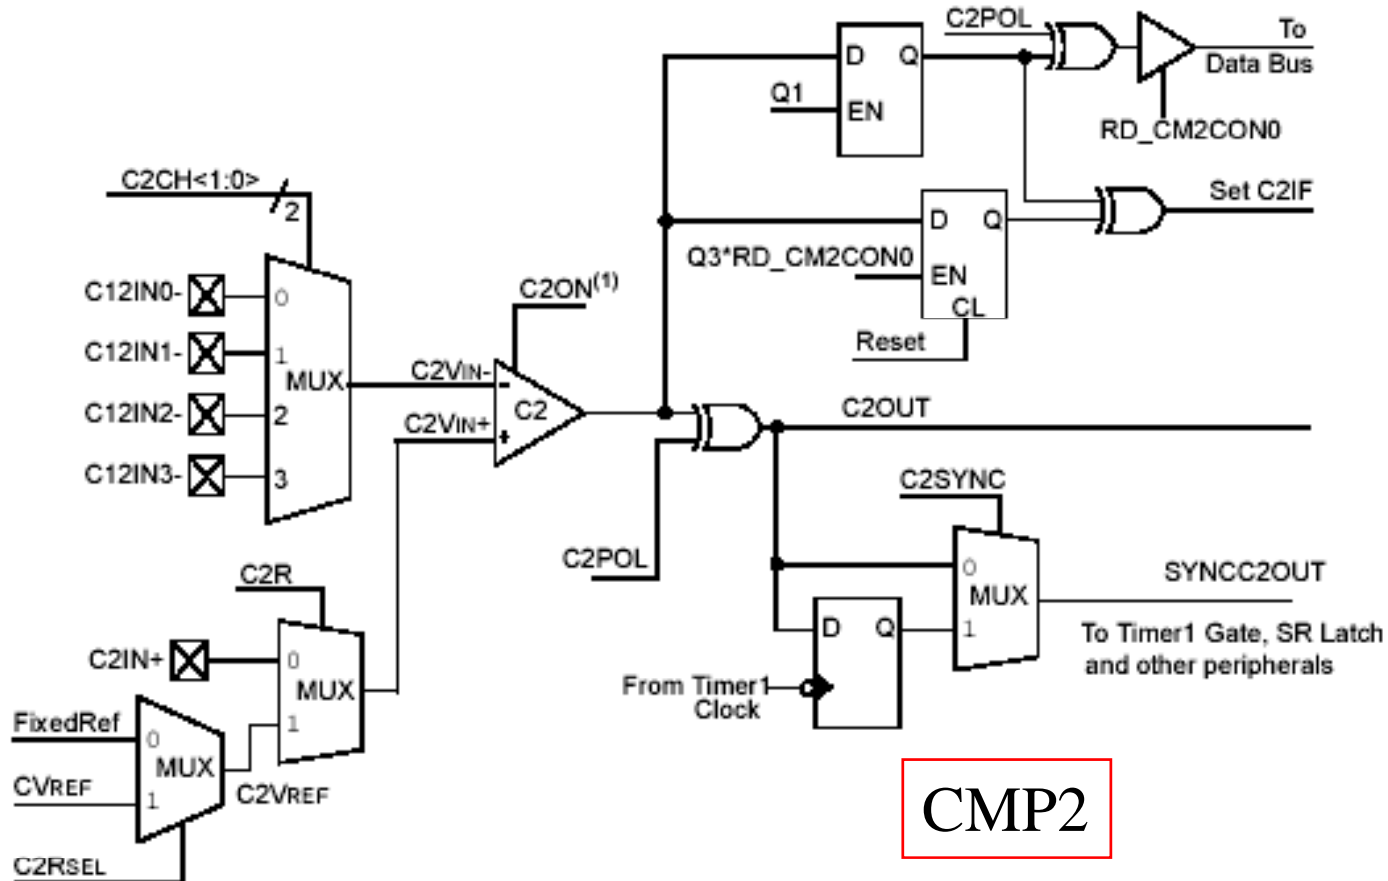 C2POL
To
Data Bus
D
Q
Q1
EN
RD_CM2CON0
C2CH<1:0>
2
Set C2IF
D
Q
Q3*RD_CM2CON0
EN
CL
Reset
C12IN0-
0
C2ON(1)
C12IN1-
1
MUX
C2VIN-
-
C12IN2-
2
C2
C2OUT
C2VIN+
+
C12IN3-
3
C2SYNC
C2POL
0
MUX
1
SYNCC2OUT
C2R
To Timer1 Gate, SR Latch
and other peripherals
D
Q
From Timer1
Clock
C2IN+
0
MUX
1
FixedRef
0
MUX
CVREF
1
C2VREF
C2RSEL
CMP2